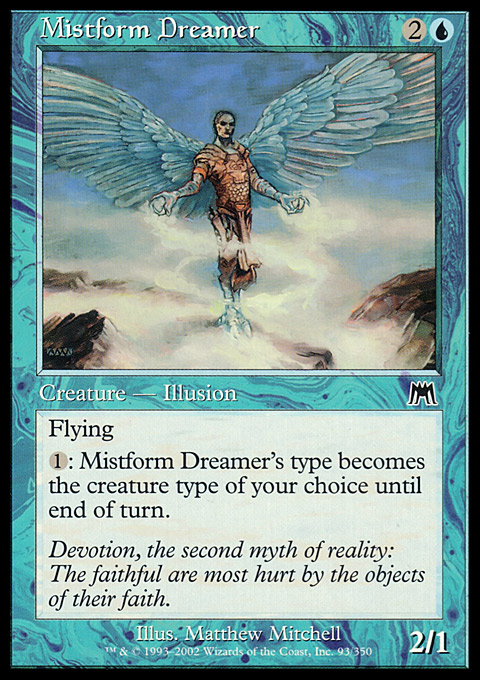 Mistform Dreamer 2
Creature — Illusion
Flying
1: Mistform Dreamer's type becomes
the creature type of your choice until
end of turn.
Devotion, the second myth of reality:
The faithful are most hurt by the objects
of their faith.
Illus. Matthew Mitchell
™ & © 1993–2002 Wizards of the Coast, Inc. 93/350
2/1